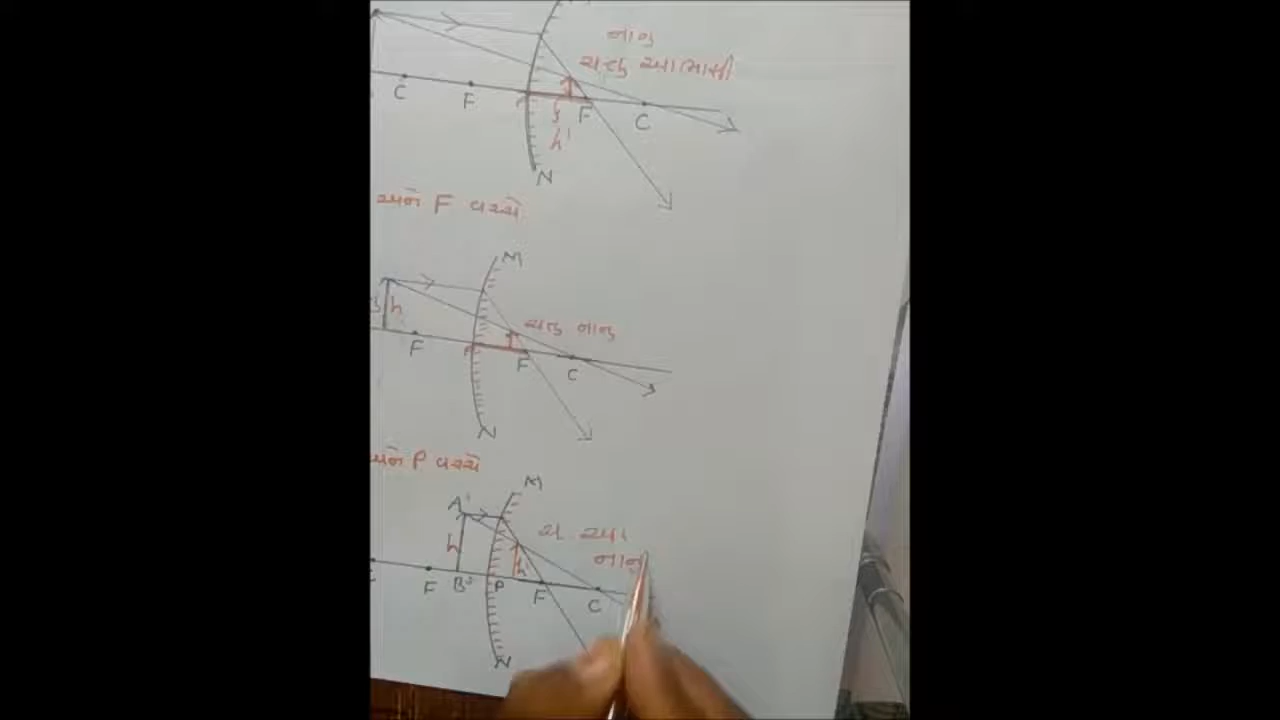 નાનુ
ચત્તુ આભાસી
C F F C
h'
N
અને F વચ્ચે
M
h ચત્તુ નાનુ
F P F C
N
અને P વચ્ચે
M
A'
ચ. આ.
h નાનુ
h'
F B' P F C
N